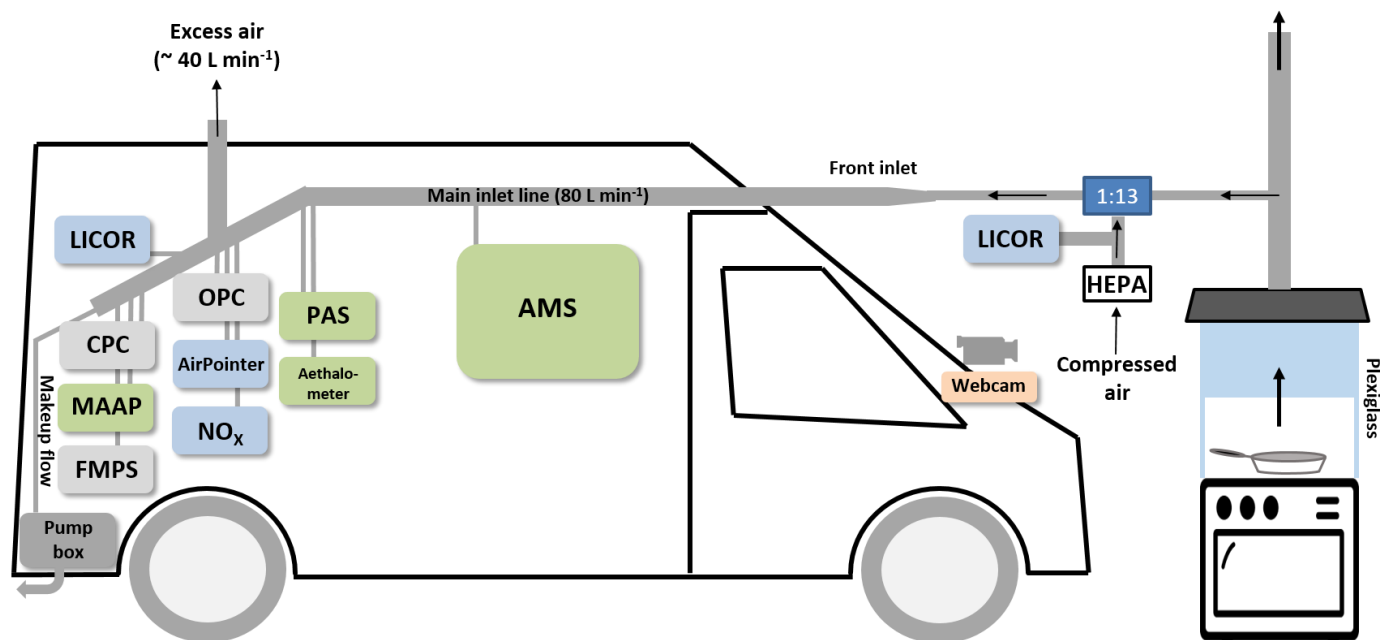 Excess air
(~ 40 L min⁻¹)
Front inlet
Main inlet line (80 L min⁻¹)
1:13
LICOR
LICOR
HEPA
OPC
AMS
PAS
CPC
AirPointer
Aethalo-
meter
Compressed
air
Webcam
Plexiglass
MAAP
NOX
Makeup flow
FMPS
Pump
box